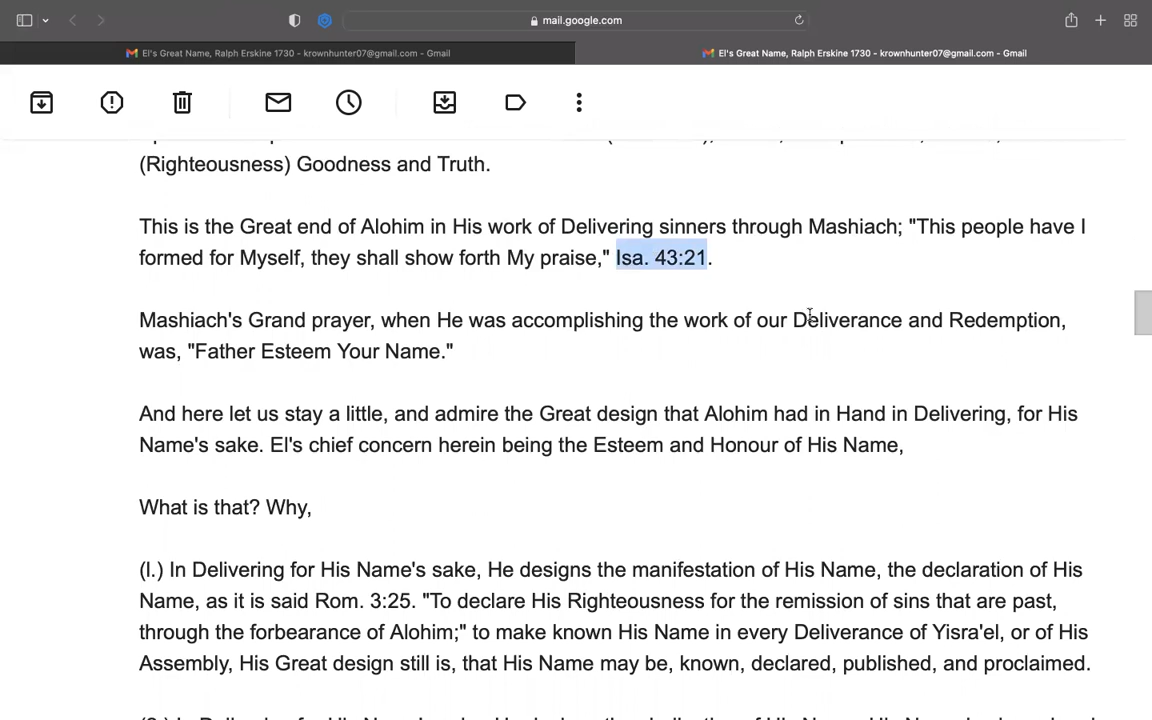 mail.google.com
El's Great Name, Ralph Erskine 1730 - krownhunter07@gmail.com - Gmail
El's Great Name, Ralph Erskine 1730 - krownhunter07@gmail.com - Gmail
(Righteousness) Goodness and Truth.
This is the Great end of Alohim in His work of Delivering sinners through Mashiach; "This people have I
formed for Myself, they shall show forth My praise," Isa. 43:21.
Mashiach's Grand prayer, when He was accomplishing the work of our Deliverance and Redemption,
was, "Father Esteem Your Name."
And here let us stay a little, and admire the Great design that Alohim had in Hand in Delivering, for His
Name's sake. El's chief concern herein being the Esteem and Honour of His Name,
What is that? Why,
(I.) In Delivering for His Name's sake, He designs the manifestation of His Name, the declaration of His
Name, as it is said Rom. 3:25. "To declare His Righteousness for the remission of sins that are past,
through the forbearance of Alohim;" to make known His Name in every Deliverance of Yisra'el, or of His
Assembly, His Great design still is, that His Name may be, known, declared, published, and proclaimed.